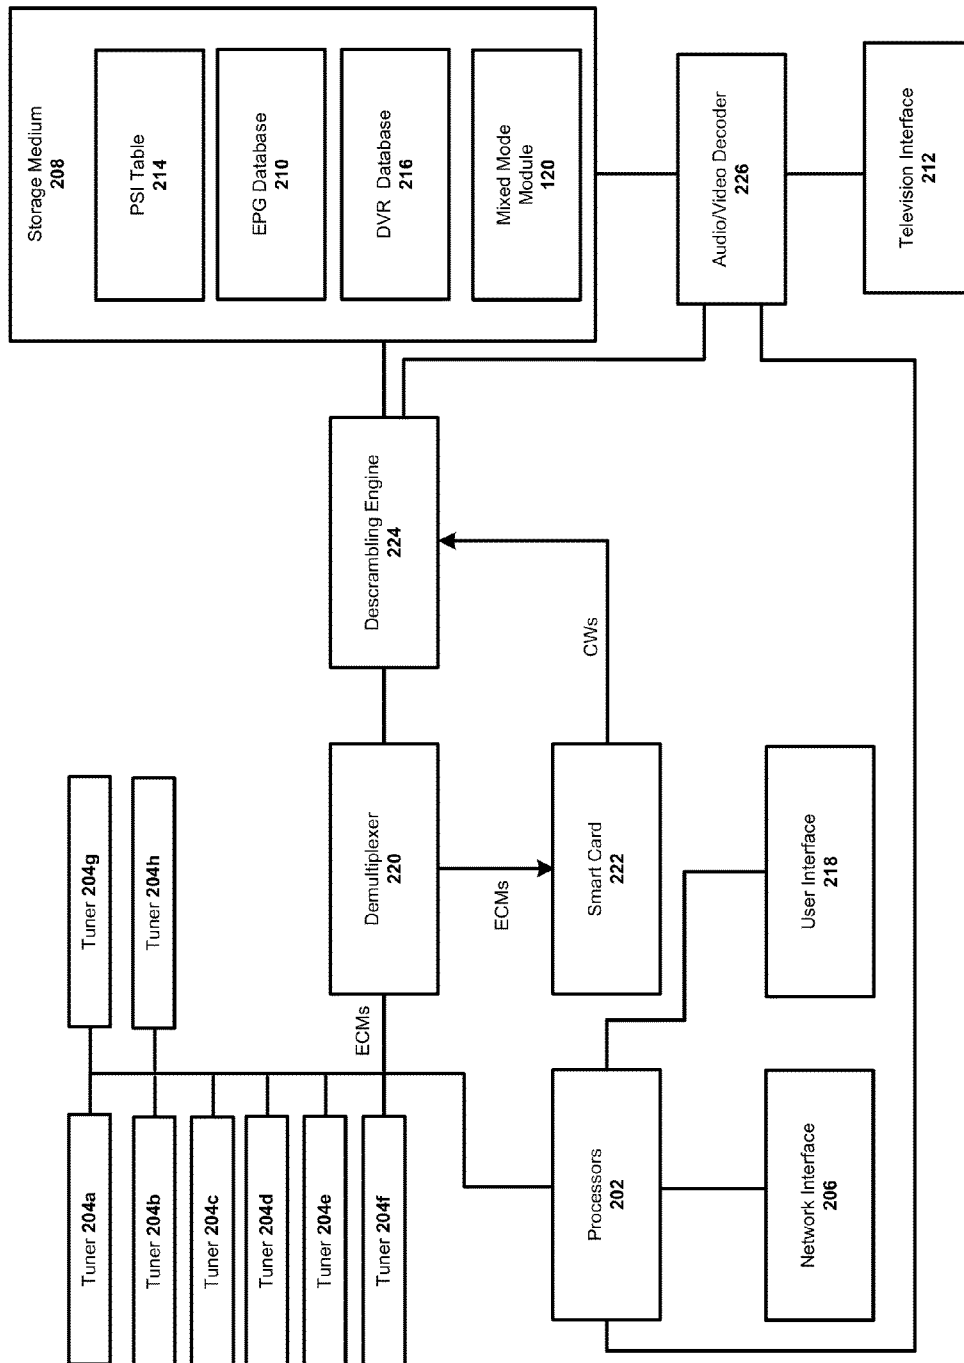 Storage Medium
208
PSI Table
214
EPG Database
210
DVR Database
216
Mixed Mode
Module
120
Audio/Video Decoder
226
Television Interface
212
Descrambling Engine
224
CWs
Tuner 204g
Tuner 204h
Demultiplexer
220
ECMs
Smart Card
222
User Interface
218
ECMs
Tuner 204a
Tuner 204b
Tuner 204c
Tuner 204d
Tuner 204e
Tuner 204f
Processors
202
Network Interface
206